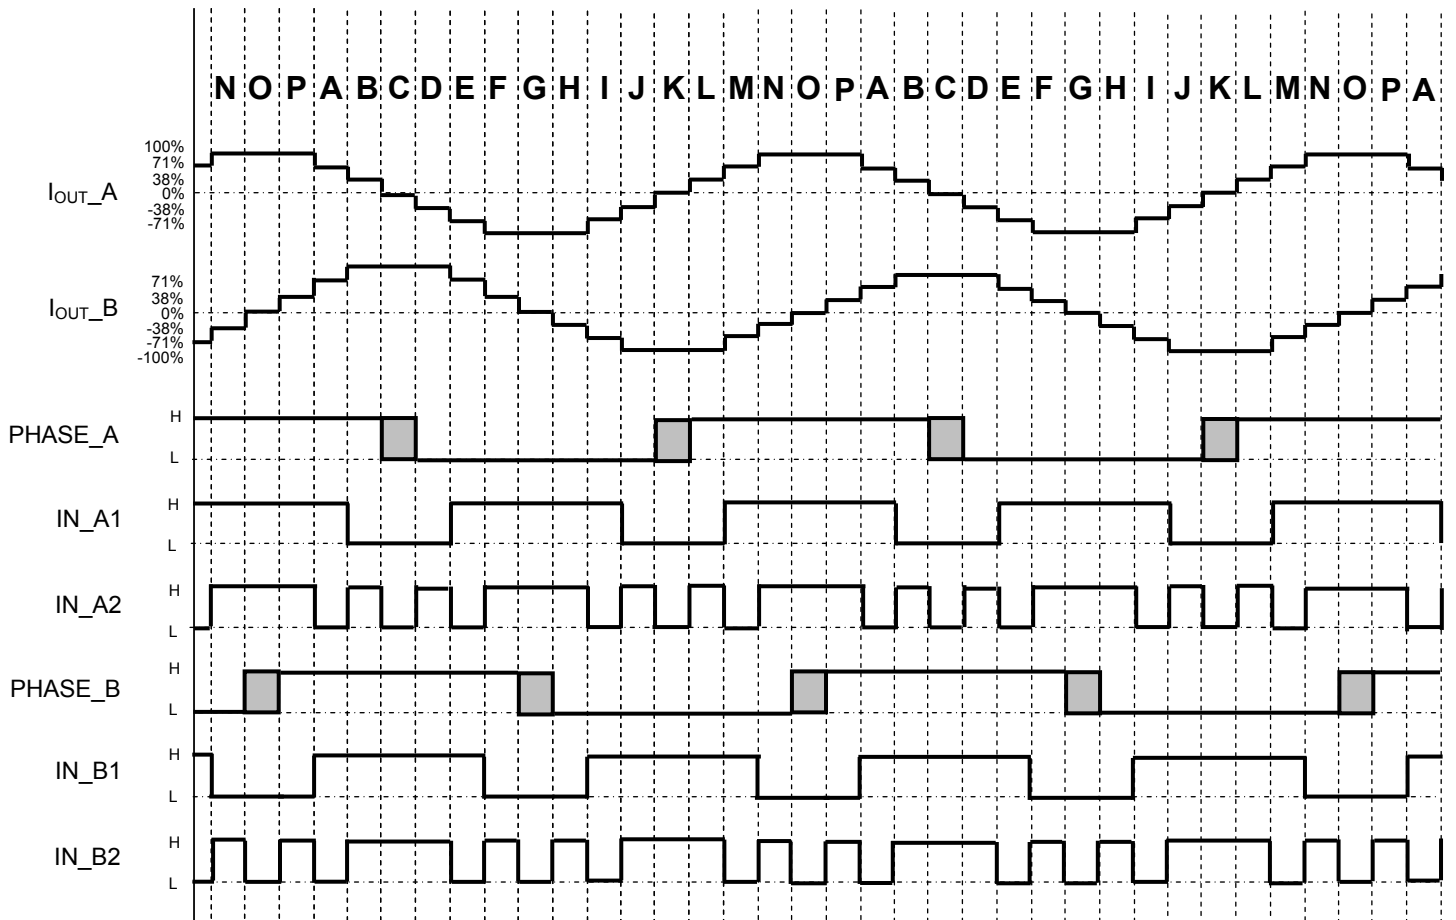 N O P A B C D E F G H I J K L M N O P A B C D E F G H I J K L M N O P A
100%
71%
38%
0%
-38%
-71%
IOUT_A
71%
38%
0%
-38%
-71%
-100%
IOUT_B
H
PHASE_A
L
H
IN_A1
L
H
IN_A2
L
H
PHASE_B
L
H
IN_B1
L
H
IN_B2
L